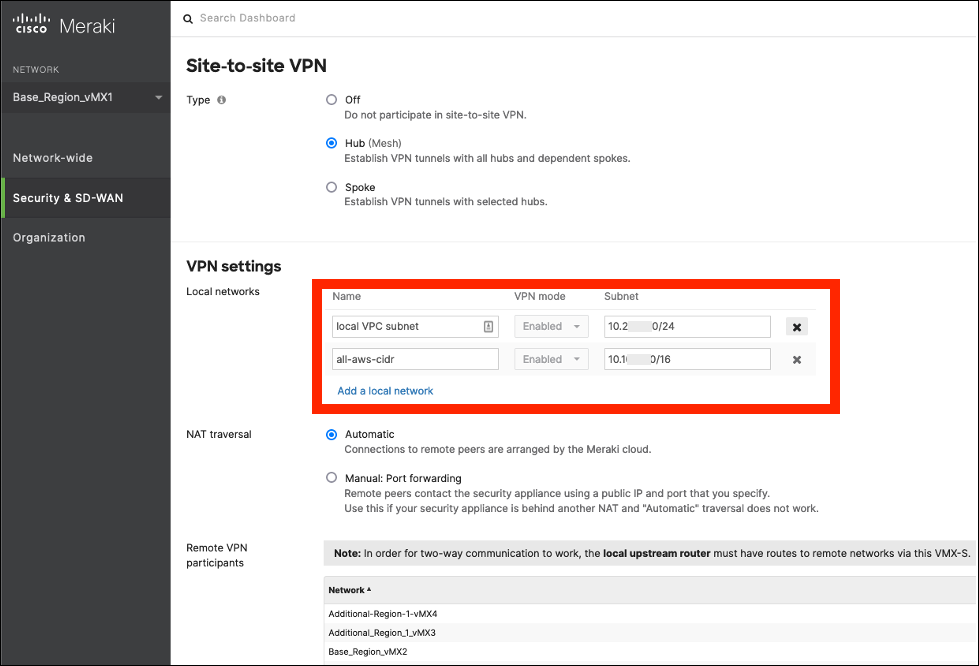 cisco Meraki
Search Dashboard
NETWORK
Base_Region_vMX1
Network-wide
Security & SD-WAN
Organization
Site-to-site VPN
Type
Off
Do not participate in site-to-site VPN.
Hub (Mesh)
Establish VPN tunnels with all hubs and dependent spokes.
Spoke
Establish VPN tunnels with selected hubs.
VPN settings
Local networks
Name VPN mode Subnet
local VPC subnet Enabled 10.2 0/24
all-aws-cidr Enabled 10.1 0/16
Add a local network
NAT traversal
Automatic
Connections to remote peers are arranged by the Meraki cloud.
Manual: Port forwarding
Remote peers contact the security appliance using a public IP and port that you specify.
Use this if your security appliance is behind another NAT and "Automatic" traversal does not work.
Remote VPN
participants
Note: In order for two-way communication to work, the local upstream router must have routes to remote networks via this VMX-S.
Network
Additional-Region-1-vMX4
Additional_Region_1_vMX3
Base_Region_vMX2